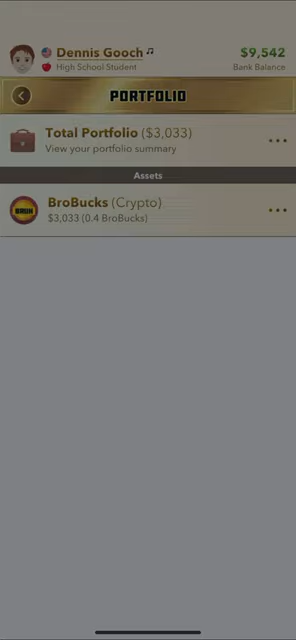 Dennis Gooch
$9,542
High School Student
Bank Balance
PORTFOLIO
Total Portfolio ($3,033)
View your portfolio summary
Assets
BroBucks (Crypto)
$3,033 (0.4 BroBucks)